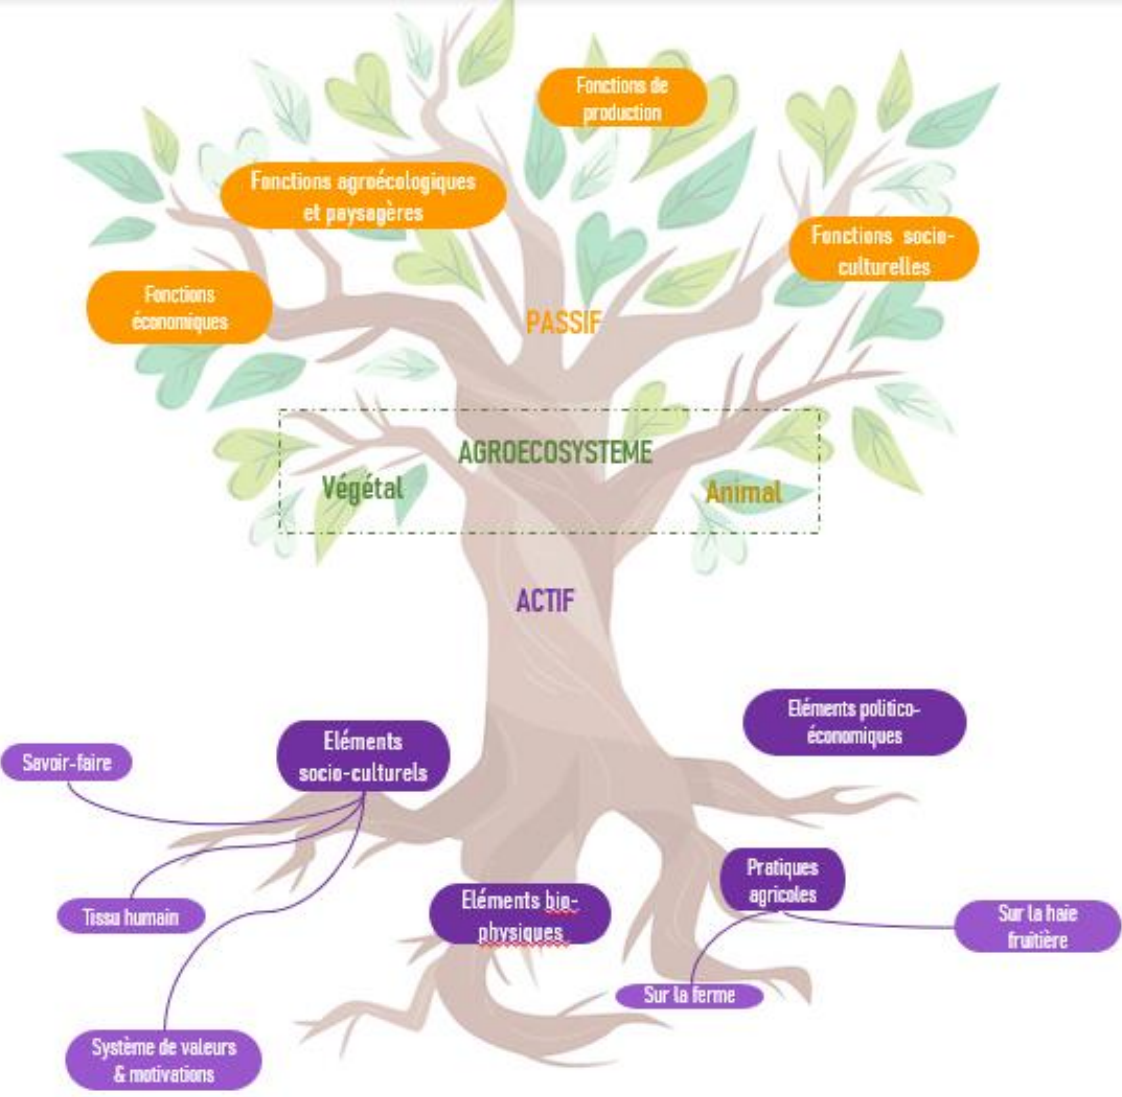 Fonctions de
production
Fonctions agroécologiques
et paysagères
Fonctions socio-
culturelles
Fonctions
économiques
PASSIF
AGROECOSYSTEME
Végétal
Animal
ACTIF
Eléments politico-
économiques
Eléments
socio-culturels
Savoir-faire
Pratiques
agricoles
Eléments bio-
physiques
Tissu humain
Sur la haie
fruitière
Sur la ferme
Système de valeurs
& motivations